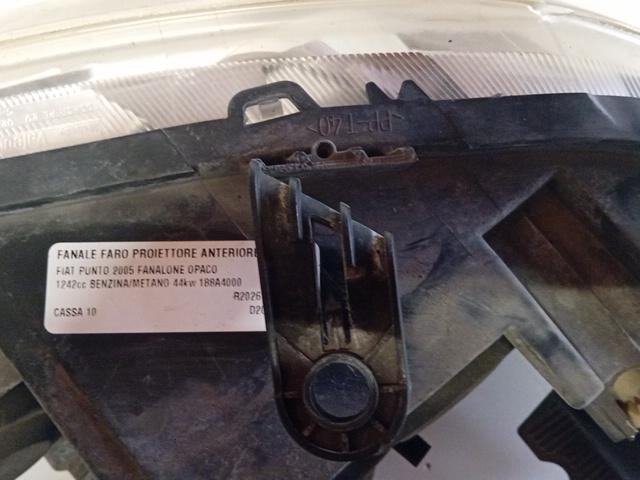 >PP-T40<
FANALE FARO PROIETTORE ANTERIORE
FIAT PUNTO 2005 FANALONE OPACO
1242cc BENZINA/METANO 44kw 188A4000
R2026
CASSA 10 D20